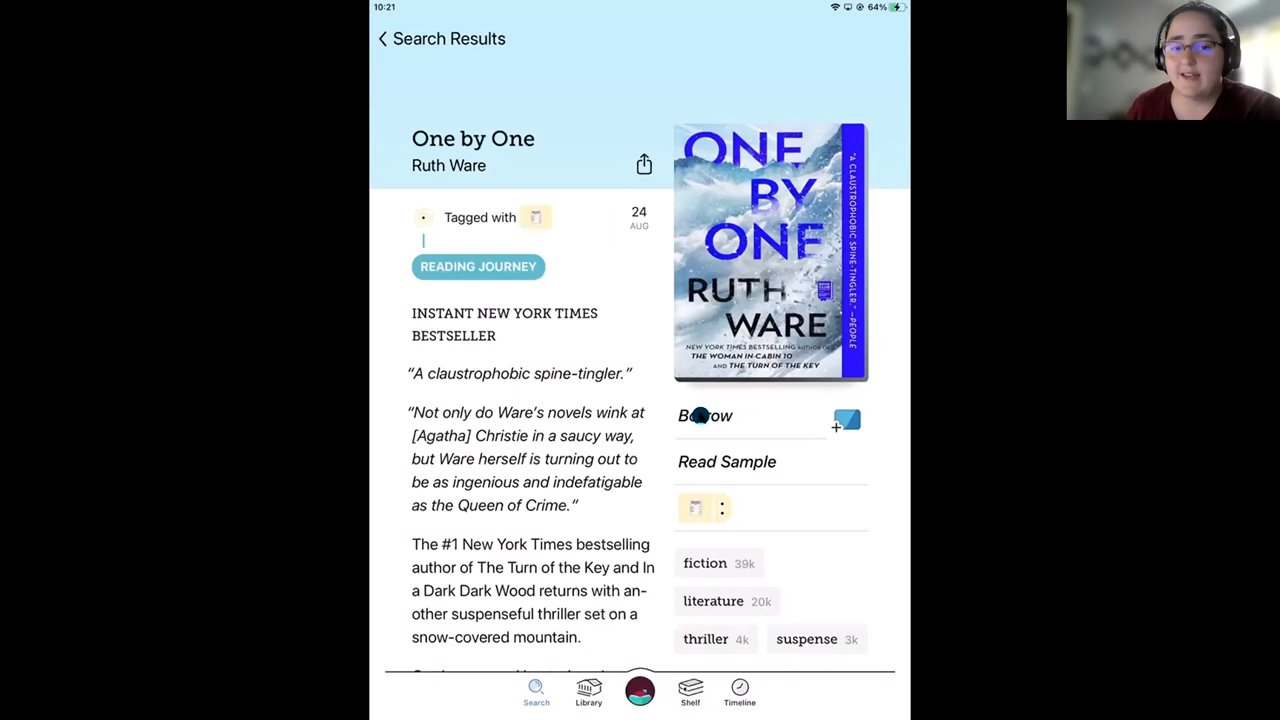 10:21
64%
Search Results
One by One
Ruth Ware
Tagged with
24
AUG
READING JOURNEY
INSTANT NEW YORK TIMES
BESTSELLER
“A claustrophobic spine-tingler.”
“Not only do Ware’s novels wink at
[Agatha] Christie in a saucy way,
but Ware herself is turning out to
be as ingenious and indefatigable
as the Queen of Crime.”
The #1 New York Times bestselling
author of The Turn of the Key and In
a Dark Dark Wood returns with an-
other suspenseful thriller set on a
snow-covered mountain.
ONE
BY
ONE
RUTH
WARE
NEW YORK TIMES BESTSELLING AUTHOR OF
THE WOMAN IN CABIN 10
AND THE TURN OF THE KEY
"A CLAUSTROPHOBIC SPINE-TINGLER." —PEOPLE
Borrow
Read Sample
fiction 39k
literature 20k
thriller 4k suspense 3k
Search Library Shelf Timeline